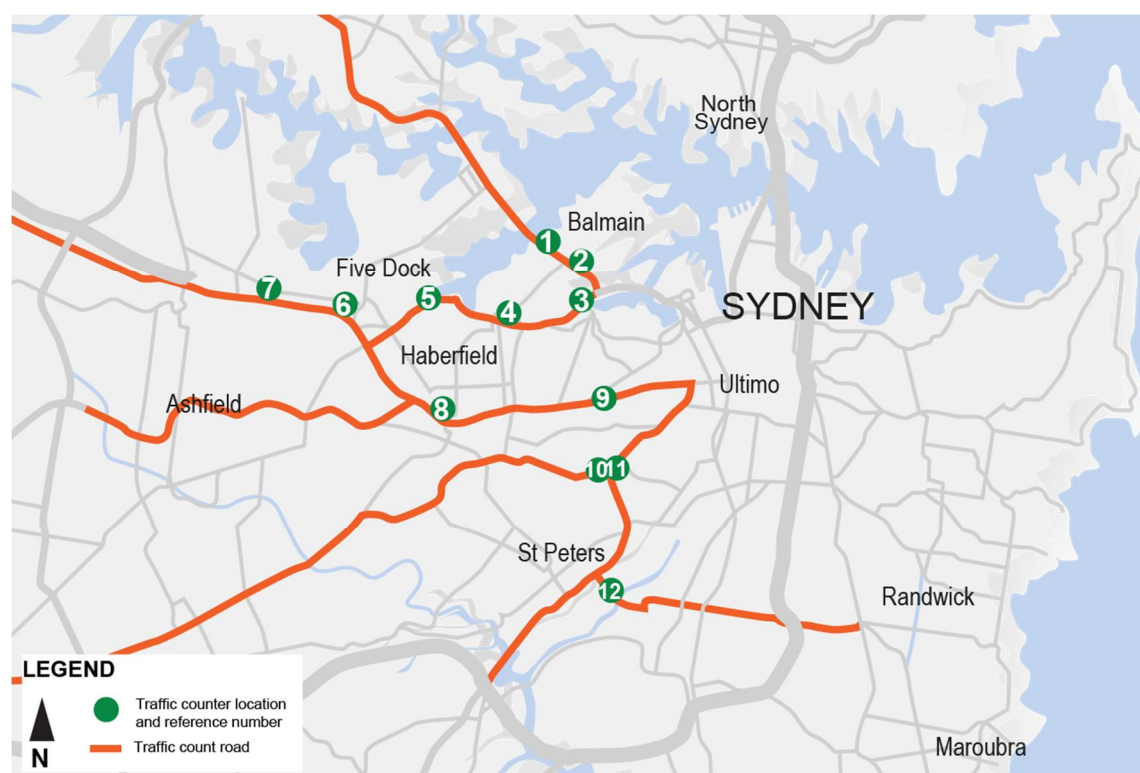 North
Sydney
Balmain
1
2
Five Dock
7
6
5
4
3
SYDNEY
Haberfield
Ultimo
Ashfield
8
9
10
11
St Peters
12
Randwick
LEGEND
Traffic counter location
and reference number
Traffic count road
N
Maroubra